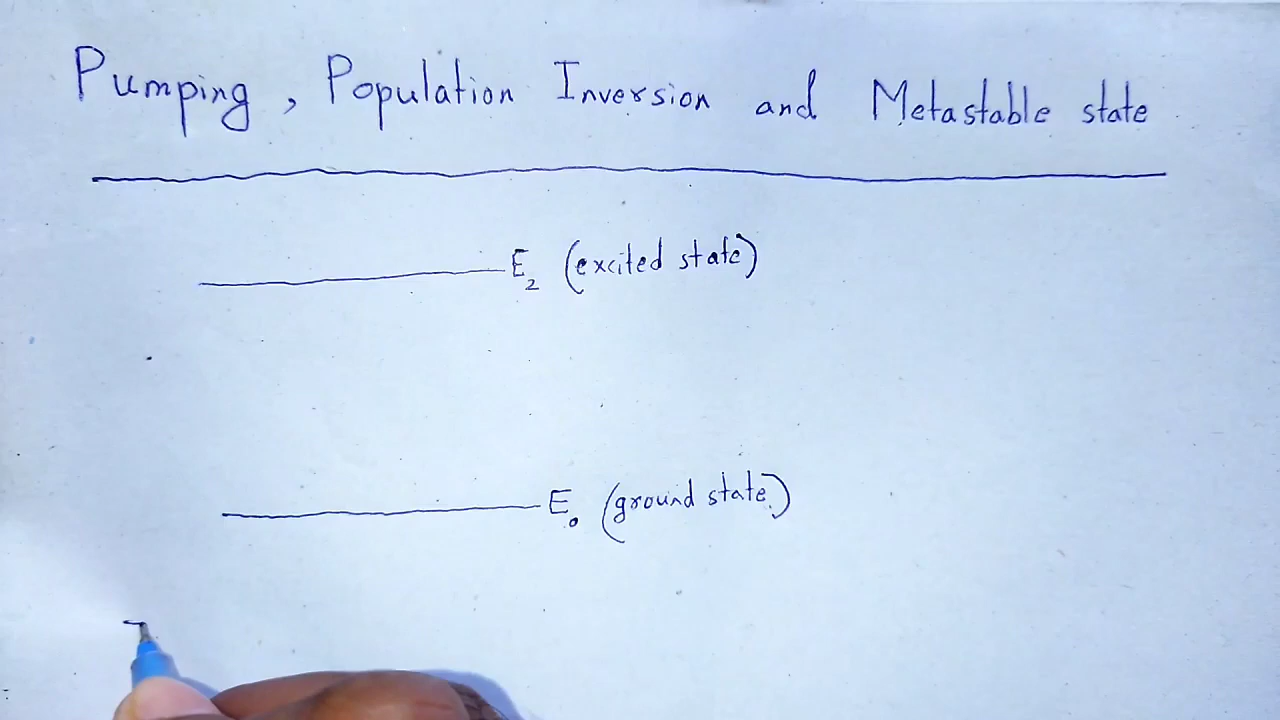 Pumping, Population Inversion and Metastable state
E₂ (excited state)
E₀ (ground state)